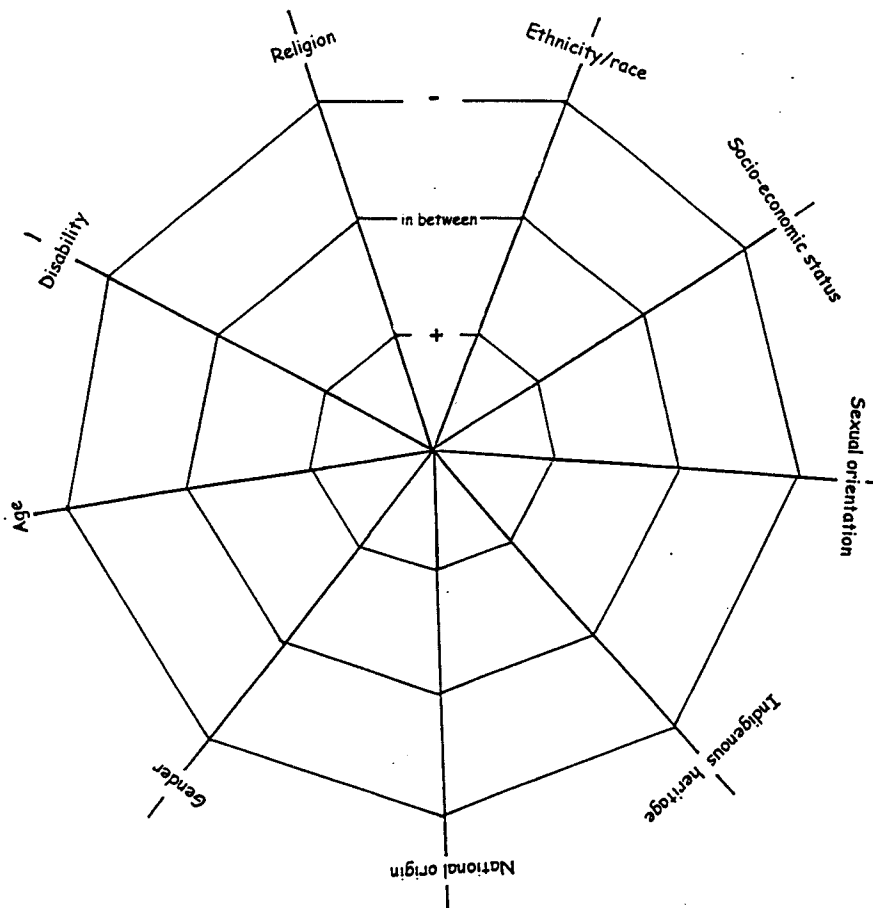 Religion
Ethnicity/race
-
Socio-economic status
Disability
in between
+
Sexual orientation
Age
Indigenous heritage
Gender
National origin